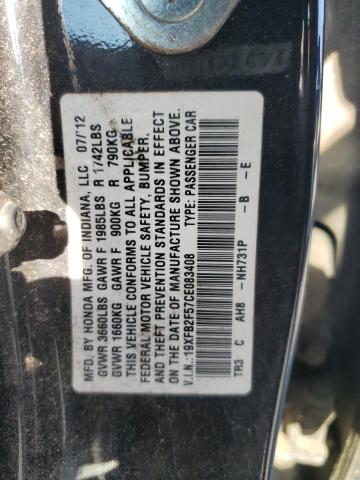 MFD. BY HONDA MFG. OF INDIANA, LLC 07/12
GVWR 3660LBS GAWR F 1985LBS R 1742LBS
GVWR 1660KG GAWR F 900KG R 790KG
THIS VEHICLE CONFORMS TO ALL APPLICABLE
FEDERAL MOTOR VEHICLE SAFETY, BUMPER,
AND THEFT PREVENTION STANDARDS IN EFFECT
ON THE DATE OF MANUFACTURE SHOWN ABOVE.
V.I.N.:19XFB2F57CE083408 TYPE: PASSENGER CAR
TR3 C AH8 -NH731P -B -E